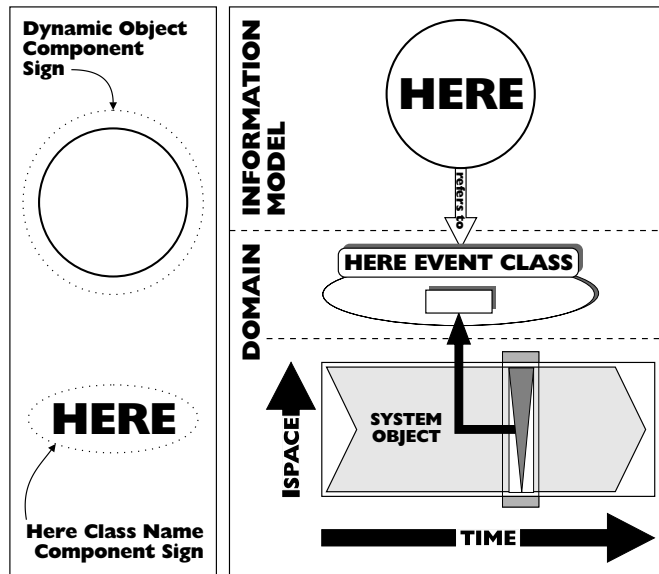 Dynamic Object
Component
Sign
HERE
Here Class Name
Component Sign
INFORMATION
MODEL
HERE
refers to
DOMAIN
HERE EVENT CLASS
ISPACE
SYSTEM
OBJECT
TIME